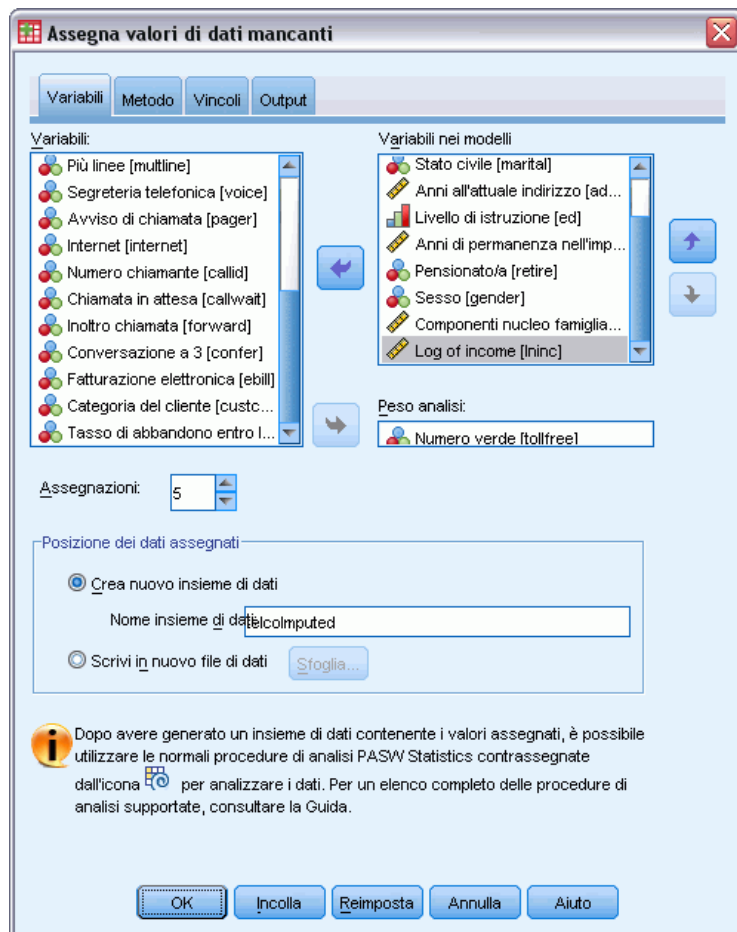 Assegna valori di dati mancanti
Variabili Metodo Vincoli Output
Variabili:
Più linee [multline]
Segreteria telefonica [voice]
Avviso di chiamata [pager]
Internet [internet]
Numero chiamante [callid]
Chiamata in attesa [callwait]
Inoltro chiamata [forward]
Conversazione a 3 [confer]
Fatturazione elettronica [ebill]
Categoria del cliente [custc...
Tasso di abbandono entro l...
Variabili nei modelli
Stato civile [marital]
Anni all'attuale indirizzo [ad...
Livello di istruzione [ed]
Anni di permanenza nell'imp...
Pensionato/a [retire]
Sesso [gender]
Componenti nucleo famiglia...
Log of income [lninc]
Peso analisi:
Numero verde [tollfree]
Assegnazioni: 5
Posizione dei dati assegnati
Crea nuovo insieme di dati
Nome insieme di dati telcoImputed
Scrivi in nuovo file di dati Sfoglia...
Dopo avere generato un insieme di dati contenente i valori assegnati, è possibile
utilizzare le normali procedure di analisi PASW Statistics contrassegnate
dall'icona per analizzare i dati. Per un elenco completo delle procedure di
analisi supportate, consultare la Guida.
OK Incolla Reimposta Annulla Aiuto